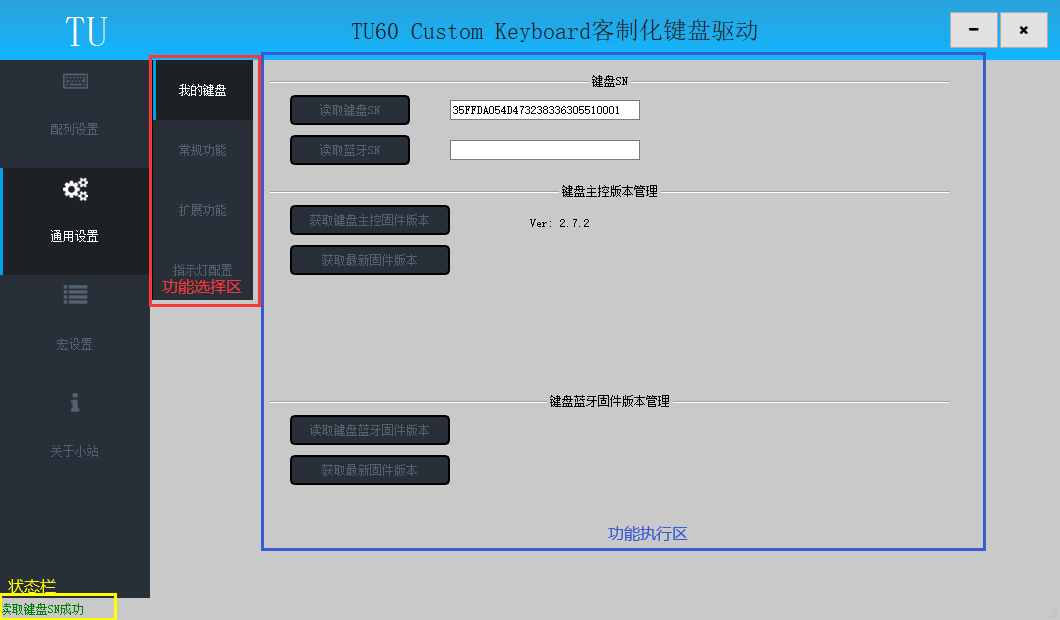 TU
TU60 Custom Keyboard客制化键盘驱动
配列设置
通用设置
宏设置
关于小站
我的键盘
常规功能
扩展功能
指示灯配置
功能选择区
键盘SN
读取键盘SN
35FFDA054D473238336305510001
读取蓝牙SN
键盘主控版本管理
获取键盘主控固件版本
Ver: 2.7.2
获取最新固件版本
键盘蓝牙固件版本管理
读取键盘蓝牙固件版本
获取最新固件版本
功能执行区
状态栏
读取键盘SN成功